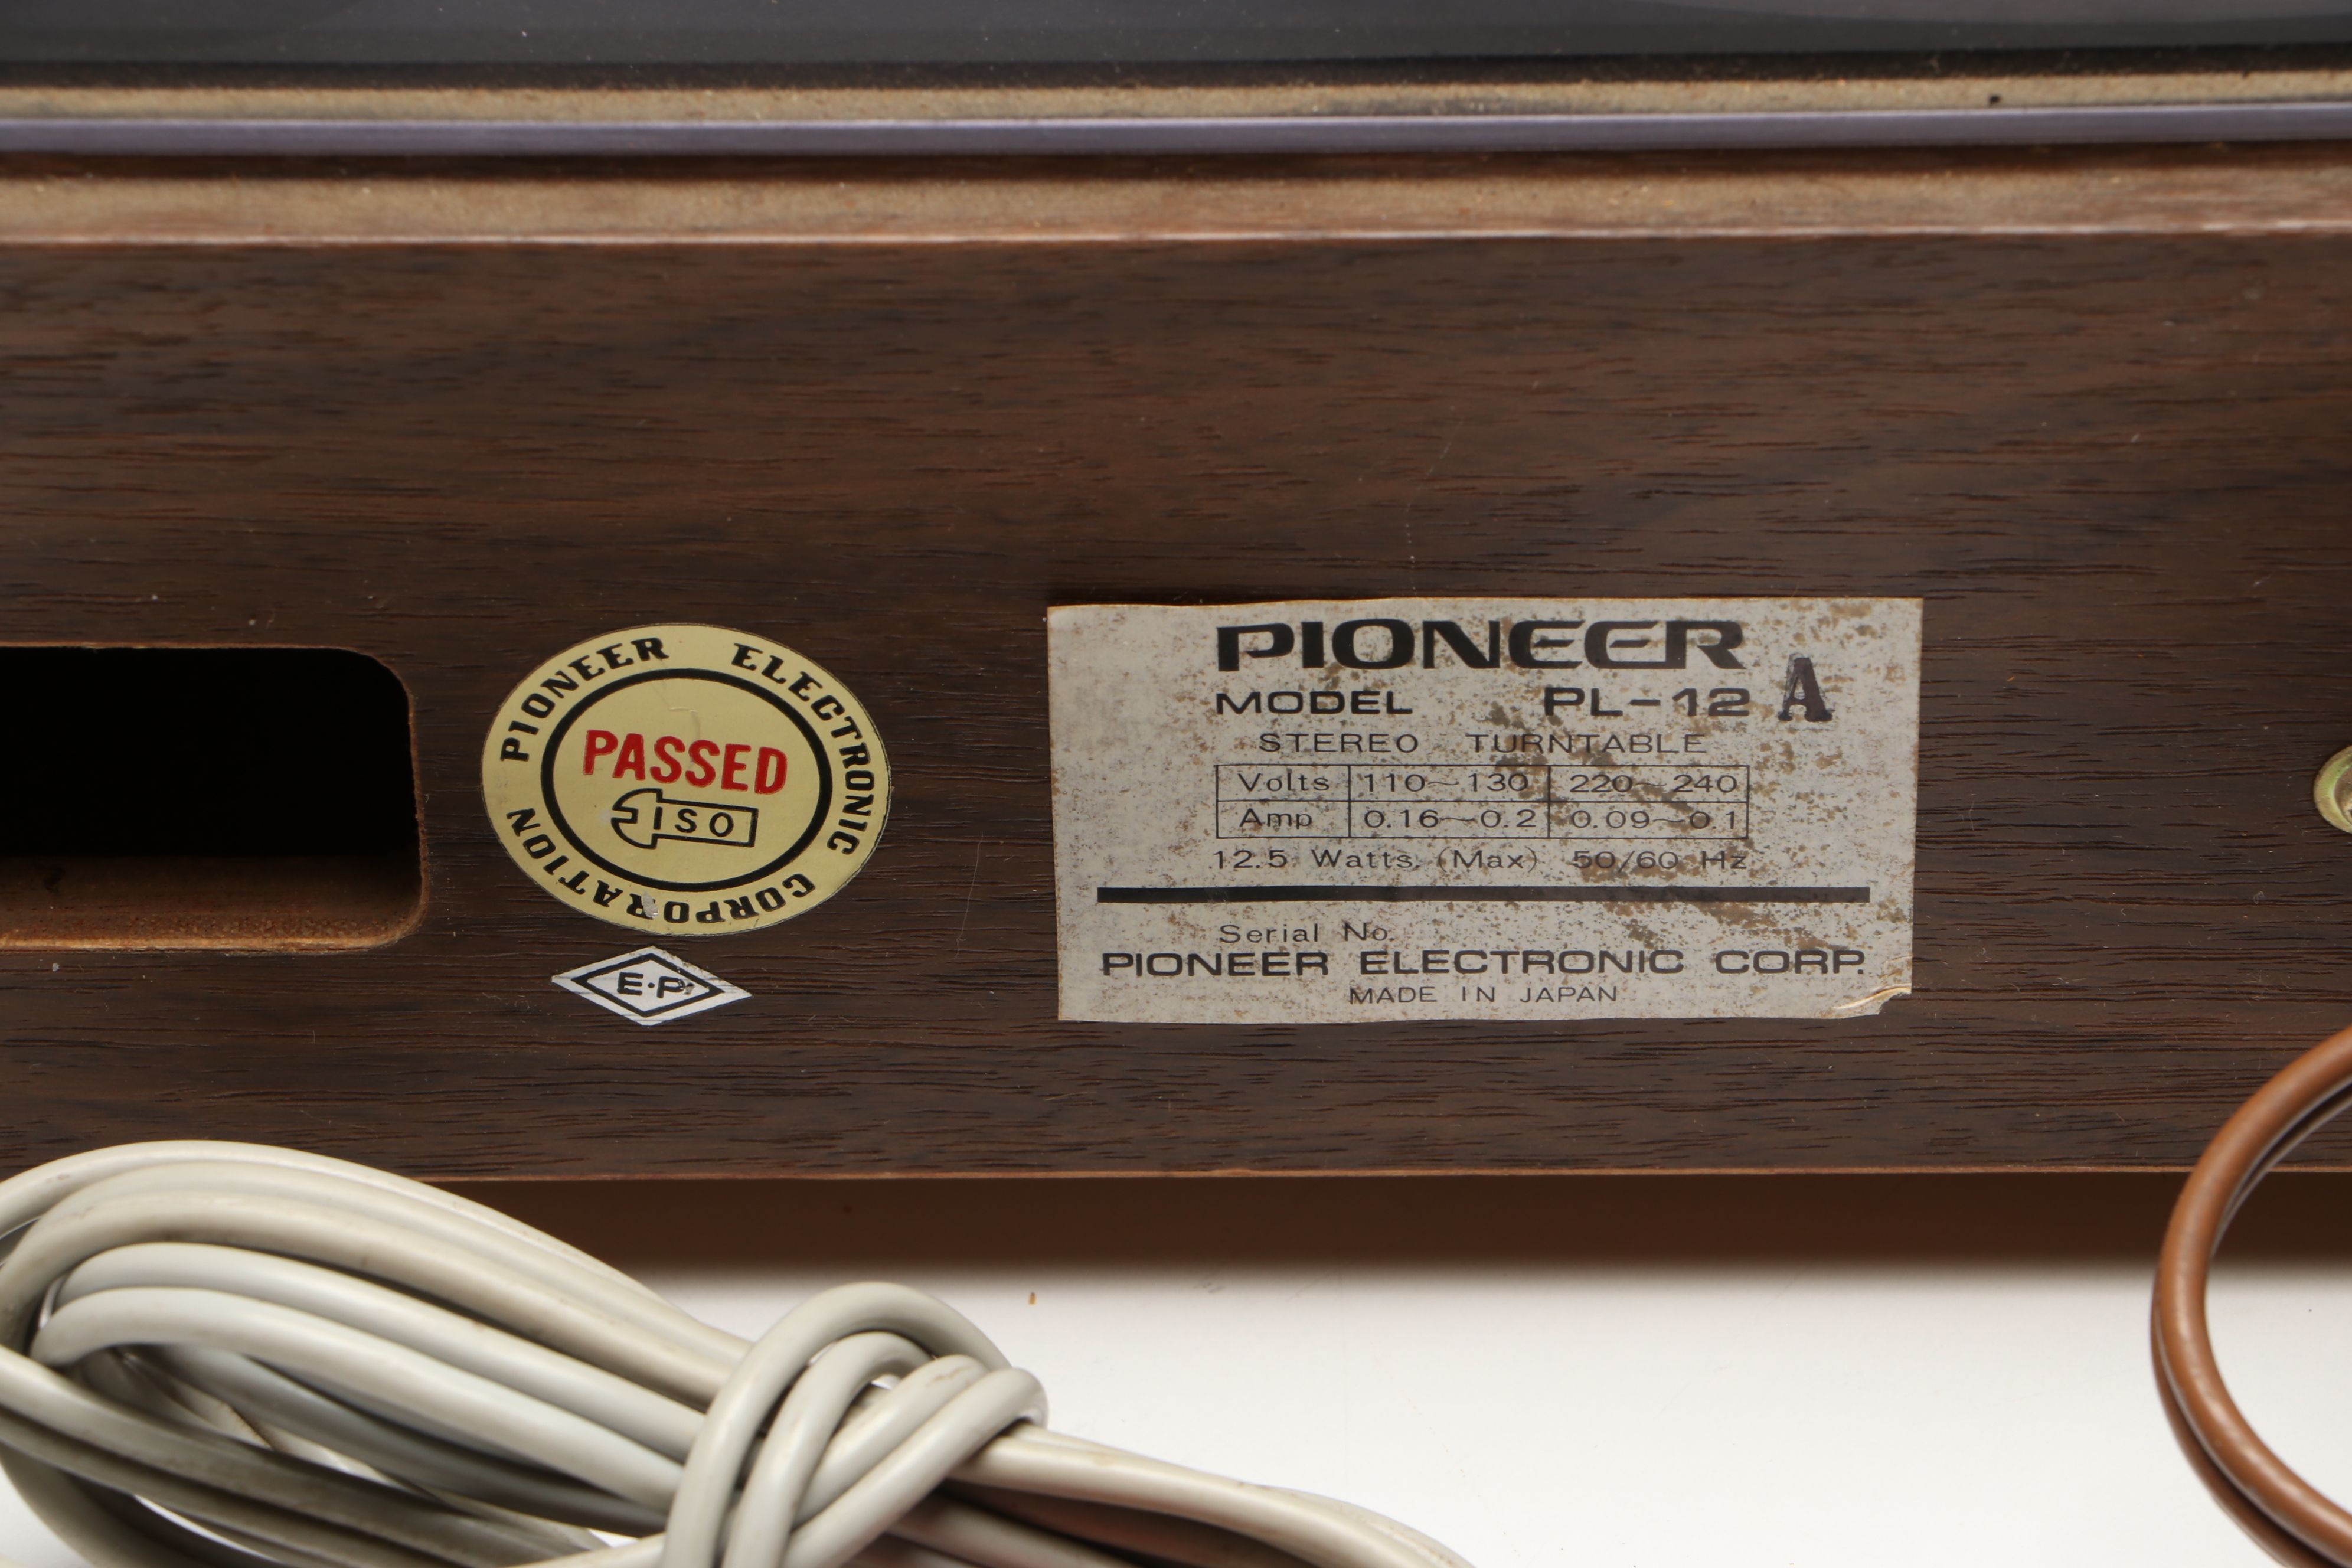 PIONEER ELECTRONIC CORPORATION
PASSED
ISO
E·P
PIONEER
MODEL PL-12 A
STEREO TURNTABLE
Volts 110~130 220~240
Amp 0.16~0.2 0.09~0.1
12.5 Watts. (Max) 50/60 Hz
Serial No.
PIONEER ELECTRONIC CORP.
MADE IN JAPAN